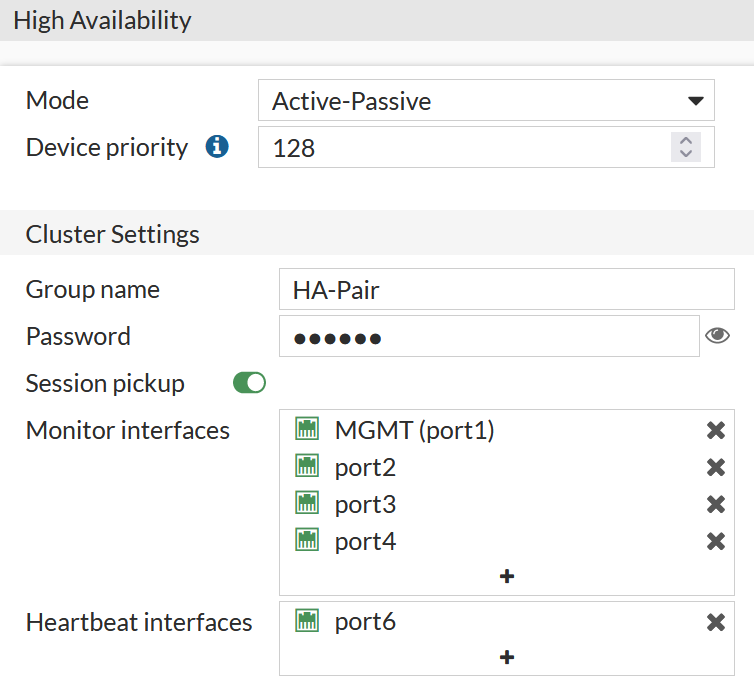 High Availability
Mode Active-Passive
Device priority 128
Cluster Settings
Group name HA-Pair
Password ●●●●●●
Session pickup
Monitor interfaces MGMT (port1)
port2
port3
port4
Heartbeat interfaces port6